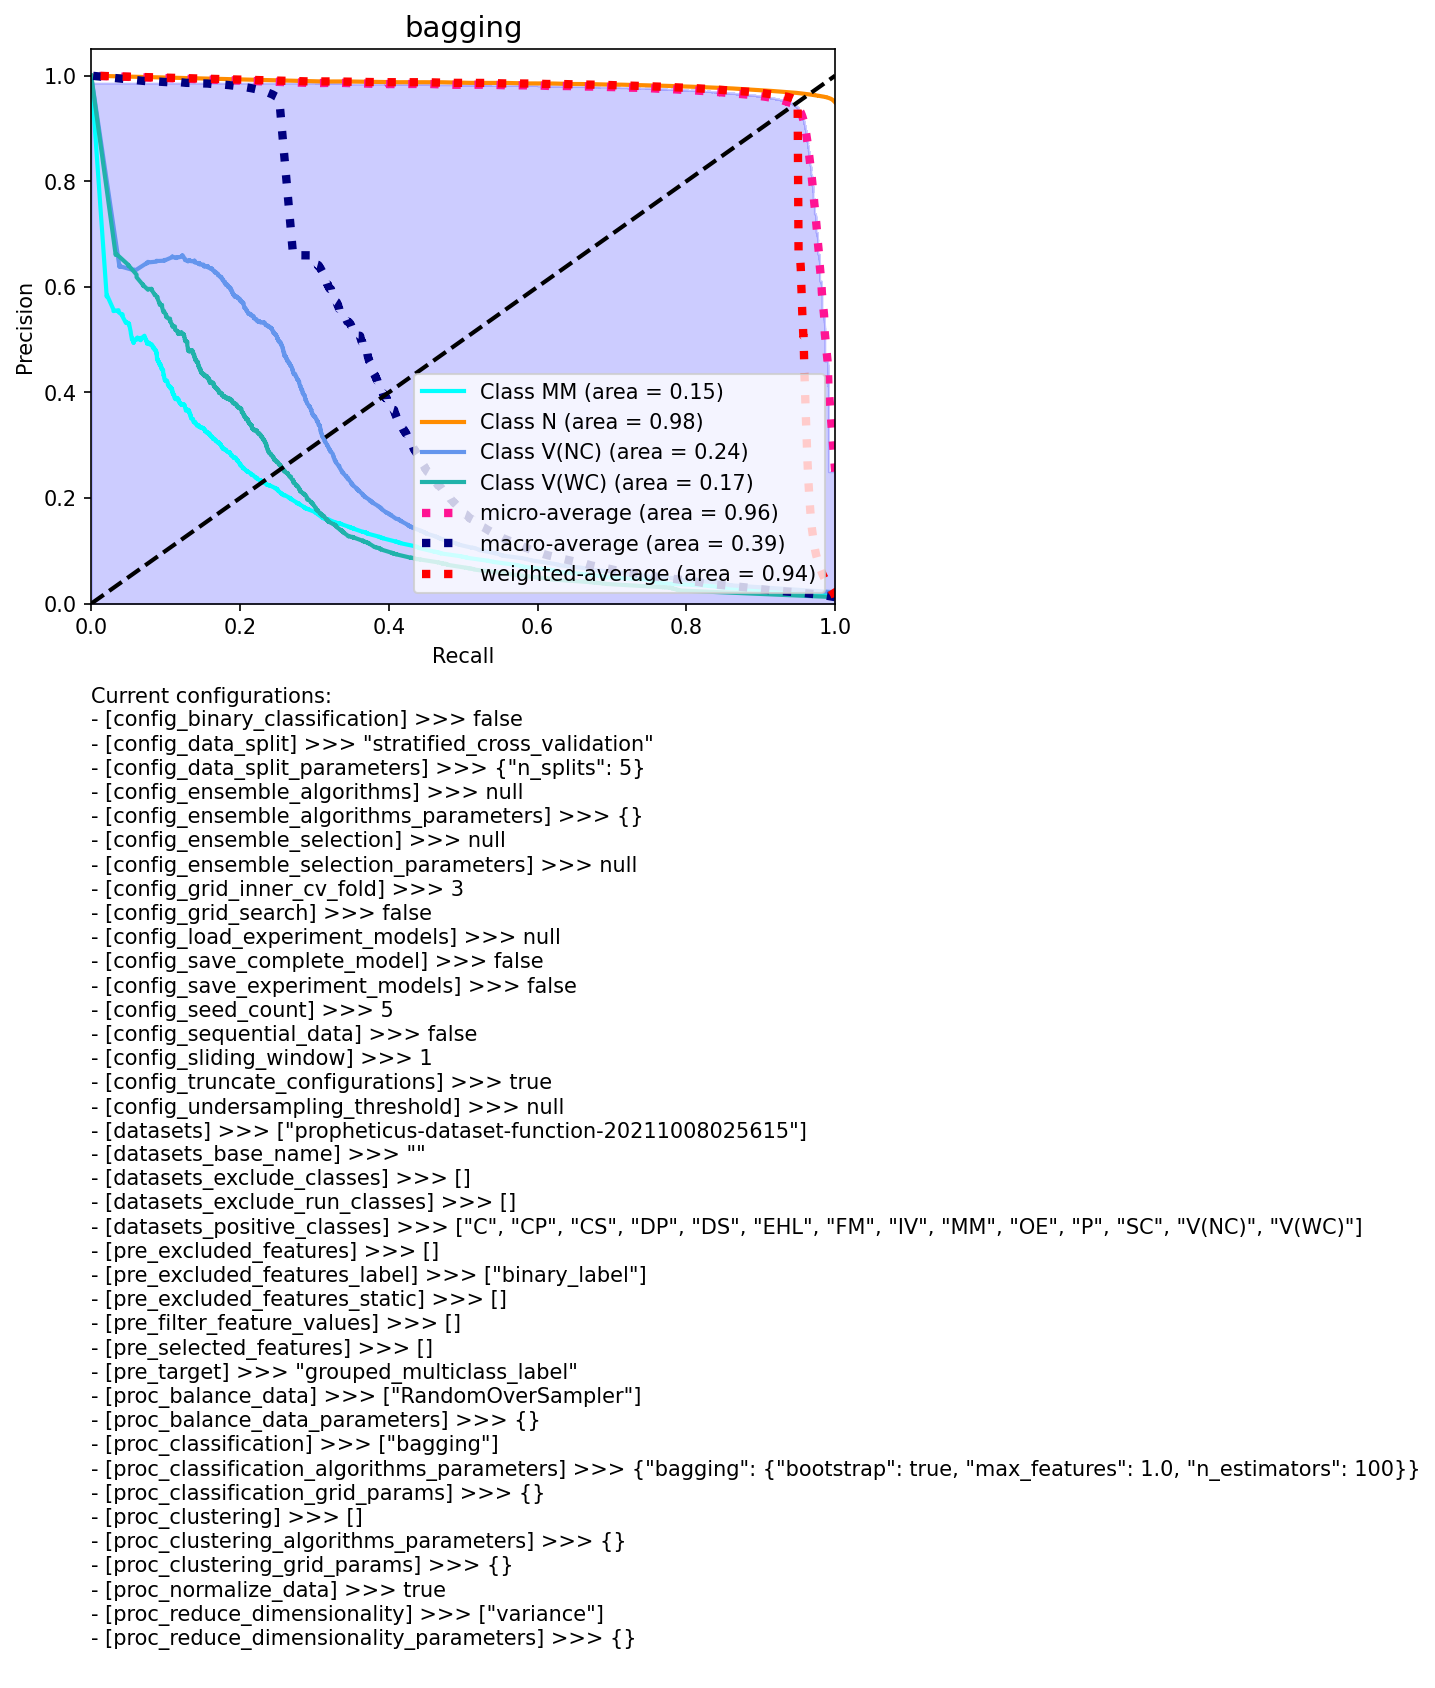 bagging
1.0
0.8
0.6
0.4
0.2
0.0
Precision
Class MM (area = 0.15)
Class N (area = 0.98)
Class V(NC) (area = 0.24)
Class V(WC) (area = 0.17)
micro-average (area = 0.96)
macro-average (area = 0.39)
weighted-average (area = 0.94)
0.0 0.2 0.4 0.6 0.8 1.0
Recall
Current configurations:
- [config_binary_classification] >>> false
- [config_data_split] >>> "stratified_cross_validation"
- [config_data_split_parameters] >>> {"n_splits": 5}
- [config_ensemble_algorithms] >>> null
- [config_ensemble_algorithms_parameters] >>> {}
- [config_ensemble_selection] >>> null
- [config_ensemble_selection_parameters] >>> null
- [config_grid_inner_cv_fold] >>> 3
- [config_grid_search] >>> false
- [config_load_experiment_models] >>> null
- [config_save_complete_model] >>> false
- [config_save_experiment_models] >>> false
- [config_seed_count] >>> 5
- [config_sequential_data] >>> false
- [config_sliding_window] >>> 1
- [config_truncate_configurations] >>> true
- [config_undersampling_threshold] >>> null
- [datasets] >>> ["propheticus-dataset-function-20211008025615"]
- [datasets_base_name] >>> ""
- [datasets_exclude_classes] >>> []
- [datasets_exclude_run_classes] >>> []
- [datasets_positive_classes] >>> ["C", "CP", "CS", "DP", "DS", "EHL", "FM", "IV", "MM", "OE", "P", "SC", "V(NC)", "V(WC)"]
- [pre_excluded_features] >>> []
- [pre_excluded_features_label] >>> ["binary_label"]
- [pre_excluded_features_static] >>> []
- [pre_filter_feature_values] >>> []
- [pre_selected_features] >>> []
- [pre_target] >>> "grouped_multiclass_label"
- [proc_balance_data] >>> ["RandomOverSampler"]
- [proc_balance_data_parameters] >>> {}
- [proc_classification] >>> ["bagging"]
- [proc_classification_algorithms_parameters] >>> {"bagging": {"bootstrap": true, "max_features": 1.0, "n_estimators": 100}}
- [proc_classification_grid_params] >>> {}
- [proc_clustering] >>> []
- [proc_clustering_algorithms_parameters] >>> {}
- [proc_clustering_grid_params] >>> {}
- [proc_normalize_data] >>> true
- [proc_reduce_dimensionality] >>> ["variance"]
- [proc_reduce_dimensionality_parameters] >>> {}